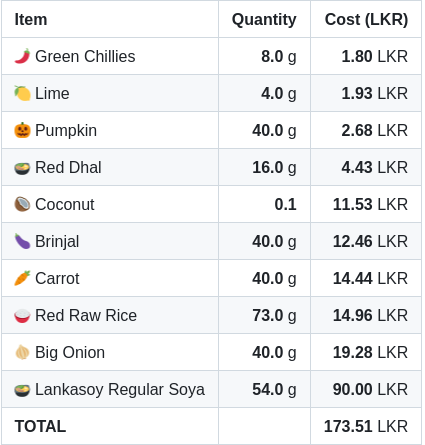 Item Quantity Cost (LKR)
Green Chillies 8.0 g 1.80 LKR
Lime 4.0 g 1.93 LKR
Pumpkin 40.0 g 2.68 LKR
Red Dhal 16.0 g 4.43 LKR
Coconut 0.1 11.53 LKR
Brinjal 40.0 g 12.46 LKR
Carrot 40.0 g 14.44 LKR
Red Raw Rice 73.0 g 14.96 LKR
Big Onion 40.0 g 19.28 LKR
Lankasoy Regular Soya 54.0 g 90.00 LKR
TOTAL 173.51 LKR